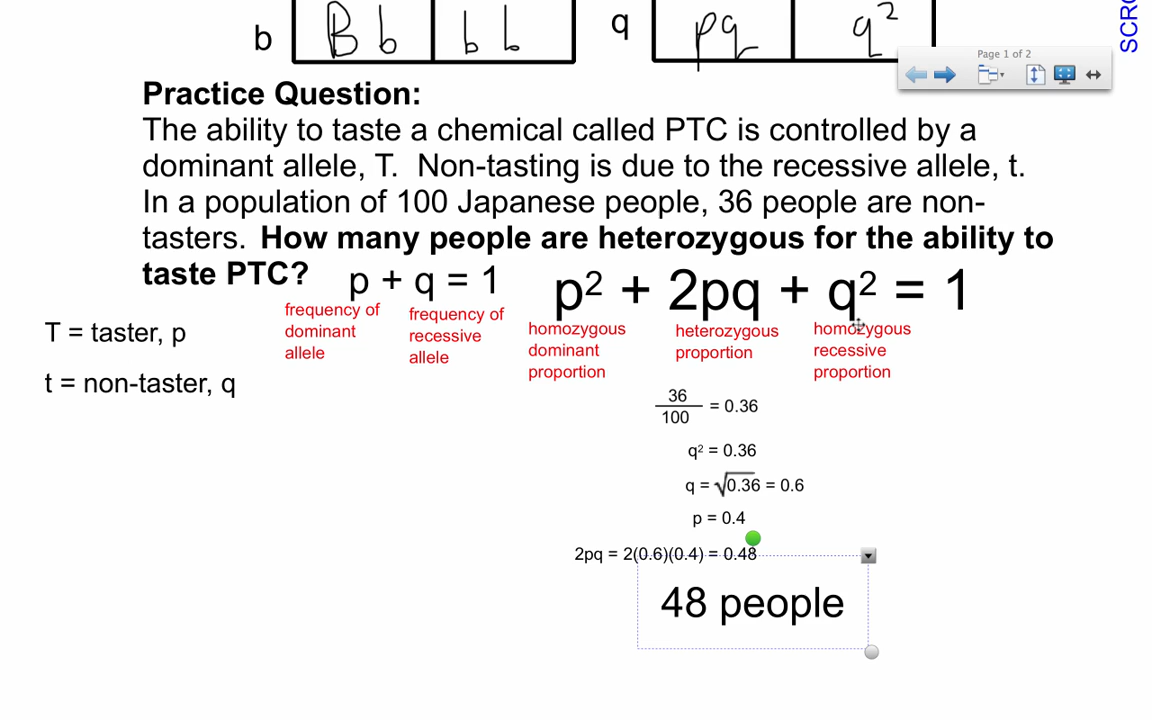 b Bb bb q pq q²
SCRO
Page 1 of 2
Practice Question:
The ability to taste a chemical called PTC is controlled by a
dominant allele, T. Non-tasting is due to the recessive allele, t.
In a population of 100 Japanese people, 36 people are non-
tasters. How many people are heterozygous for the ability to
taste PTC?
p + q = 1
p² + 2pq + q² = 1
frequency of
dominant
allele
frequency of
recessive
allele
homozygous
dominant
proportion
heterozygous
proportion
homozygous
recessive
proportion
T = taster, p
t = non-taster, q
36/100 = 0.36
q² = 0.36
q = √0.36 = 0.6
p = 0.4
2pq = 2(0.6)(0.4) = 0.48
48 people